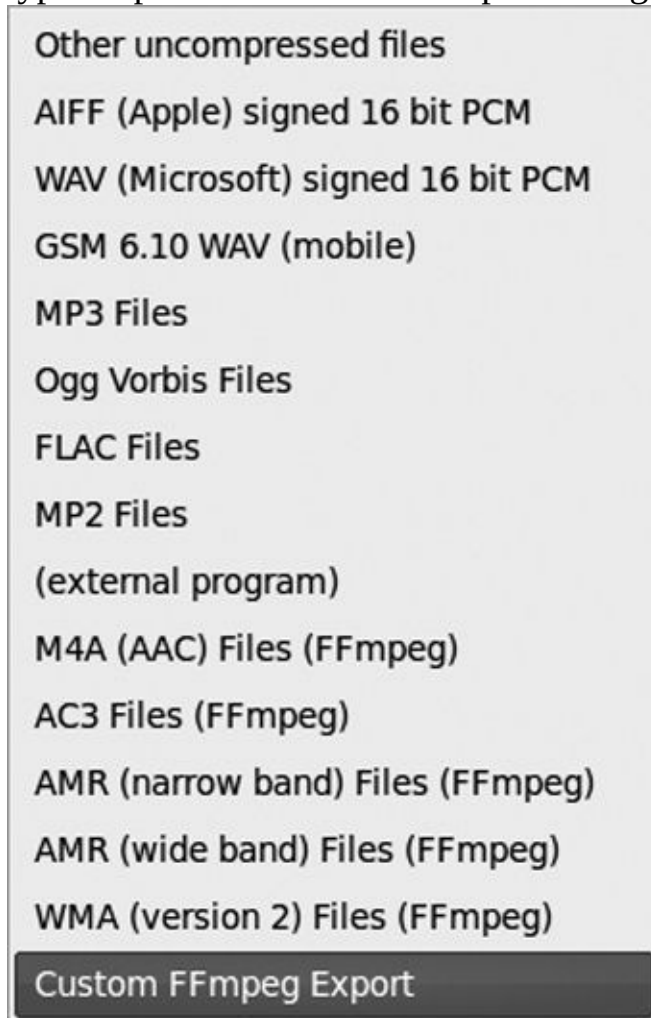 Other uncompressed files
AIFF (Apple) signed 16 bit PCM
WAV (Microsoft) signed 16 bit PCM
GSM 6.10 WAV (mobile)
MP3 Files
Ogg Vorbis Files
FLAC Files
MP2 Files
(external program)
M4A (AAC) Files (FFmpeg)
AC3 Files (FFmpeg)
AMR (narrow band) Files (FFmpeg)
AMR (wide band) Files (FFmpeg)
WMA (version 2) Files (FFmpeg)
Custom FFmpeg Export